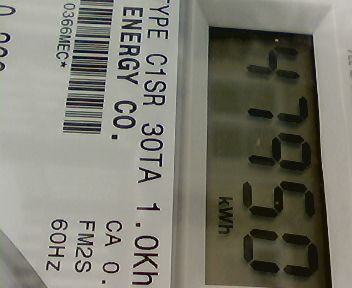 47950
kWh
TYPE C1SR 30TA 1.0Kh
ENERGY CO.
CA 0.
FM2S
60HZ
0366MEC*